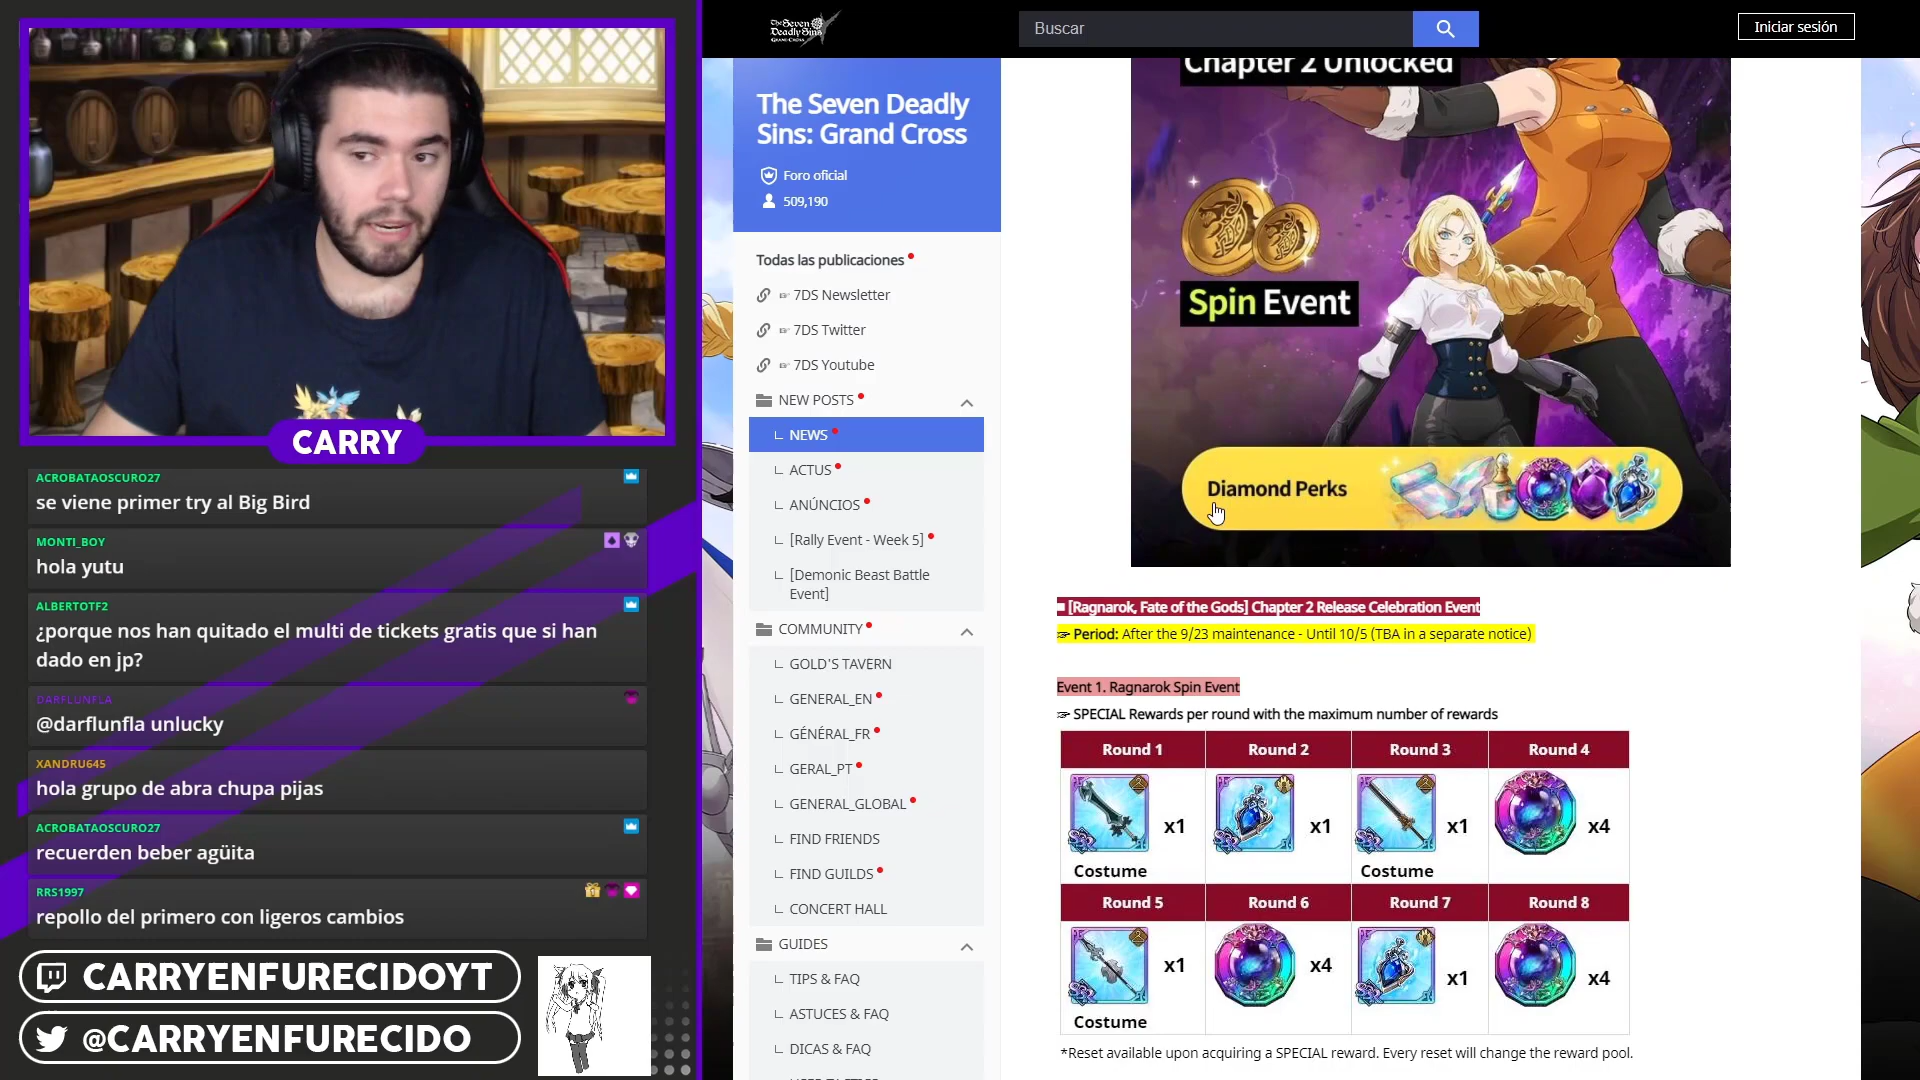 CARRY
ACROBATAOSCURO27
se viene primer try al Big Bird
MONTI_BOY
hola yutu
ALBERTOTF2
¿porque nos han quitado el multi de tickets gratis que si han
dado en jp?
DARFLUNFLA
@darflunfla unlucky
XANDRU645
hola grupo de abra chupa pijas
ACROBATAOSCURO27
recuerden beber agüita
RRS1997
repollo del primero con ligeros cambios
CARRYENFURECIDOYT
@CARRYENFURECIDO
The Seven
Deadly Sins
GRAND CROSS
Buscar
Iniciar sesión
The Seven Deadly
Sins: Grand Cross
Foro oficial
509,190
Todas las publicaciones
☞ 7DS Newsletter
☞ 7DS Twitter
☞ 7DS Youtube
NEW POSTS
NEWS
ACTUS
ANÚNCIOS
[Rally Event - Week 5]
[Demonic Beast Battle
Event]
COMMUNITY
GOLD'S TAVERN
GENERAL_EN
GÉNÉRAL_FR
GERAL_PT
GENERAL_GLOBAL
FIND FRIENDS
FIND GUILDS
CONCERT HALL
GUIDES
TIPS & FAQ
ASTUCES & FAQ
DICAS & FAQ
Chapter 2 Unlocked
Spin Event
Diamond Perks
■ [Ragnarok, Fate of the Gods] Chapter 2 Release Celebration Event
☞ Period: After the 9/23 maintenance - Until 10/5 (TBA in a separate notice)
Event 1. Ragnarok Spin Event
☞ SPECIAL Rewards per round with the maximum number of rewards
Round 1 Round 2 Round 3 Round 4
x1 x1 x1 x4
Costume Costume
Round 5 Round 6 Round 7 Round 8
x1 x4 x1 x4
Costume
*Reset available upon acquiring a SPECIAL reward. Every reset will change the reward pool.